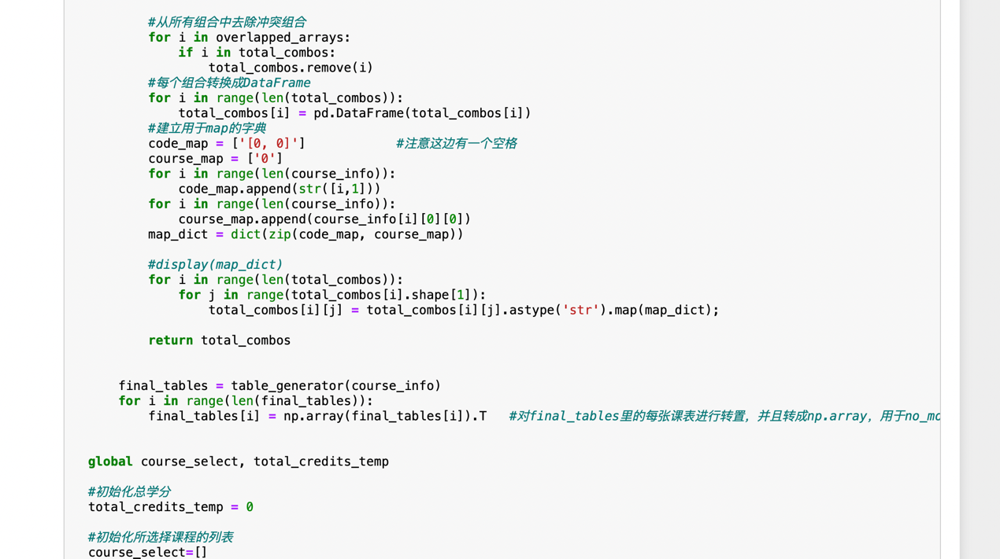 #从所有组合中去除冲突组合
for i in overlapped_arrays:
if i in total_combos:
total_combos.remove(i)
#每个组合转换成DataFrame
for i in range(len(total_combos)):
total_combos[i] = pd.DataFrame(total_combos[i])
#建立用于map的字典
code_map = ['[0, 0]'] #注意这边有一个空格
course_map = ['0']
for i in range(len(course_info)):
code_map.append(str([i,1]))
for i in range(len(course_info)):
course_map.append(course_info[i][0][0])
map_dict = dict(zip(code_map, course_map))
#display(map_dict)
for i in range(len(total_combos)):
for j in range(total_combos[i].shape[1]):
total_combos[i][j] = total_combos[i][j].astype('str').map(map_dict);
return total_combos
final_tables = table_generator(course_info)
for i in range(len(final_tables)):
final_tables[i] = np.array(final_tables[i]).T #对final_tables里的每张课表进行转置，并且转成np.array，用于no_mo
global course_select, total_credits_temp
#初始化总学分
total_credits_temp = 0
#初始化所选择课程的列表
course_select=[]